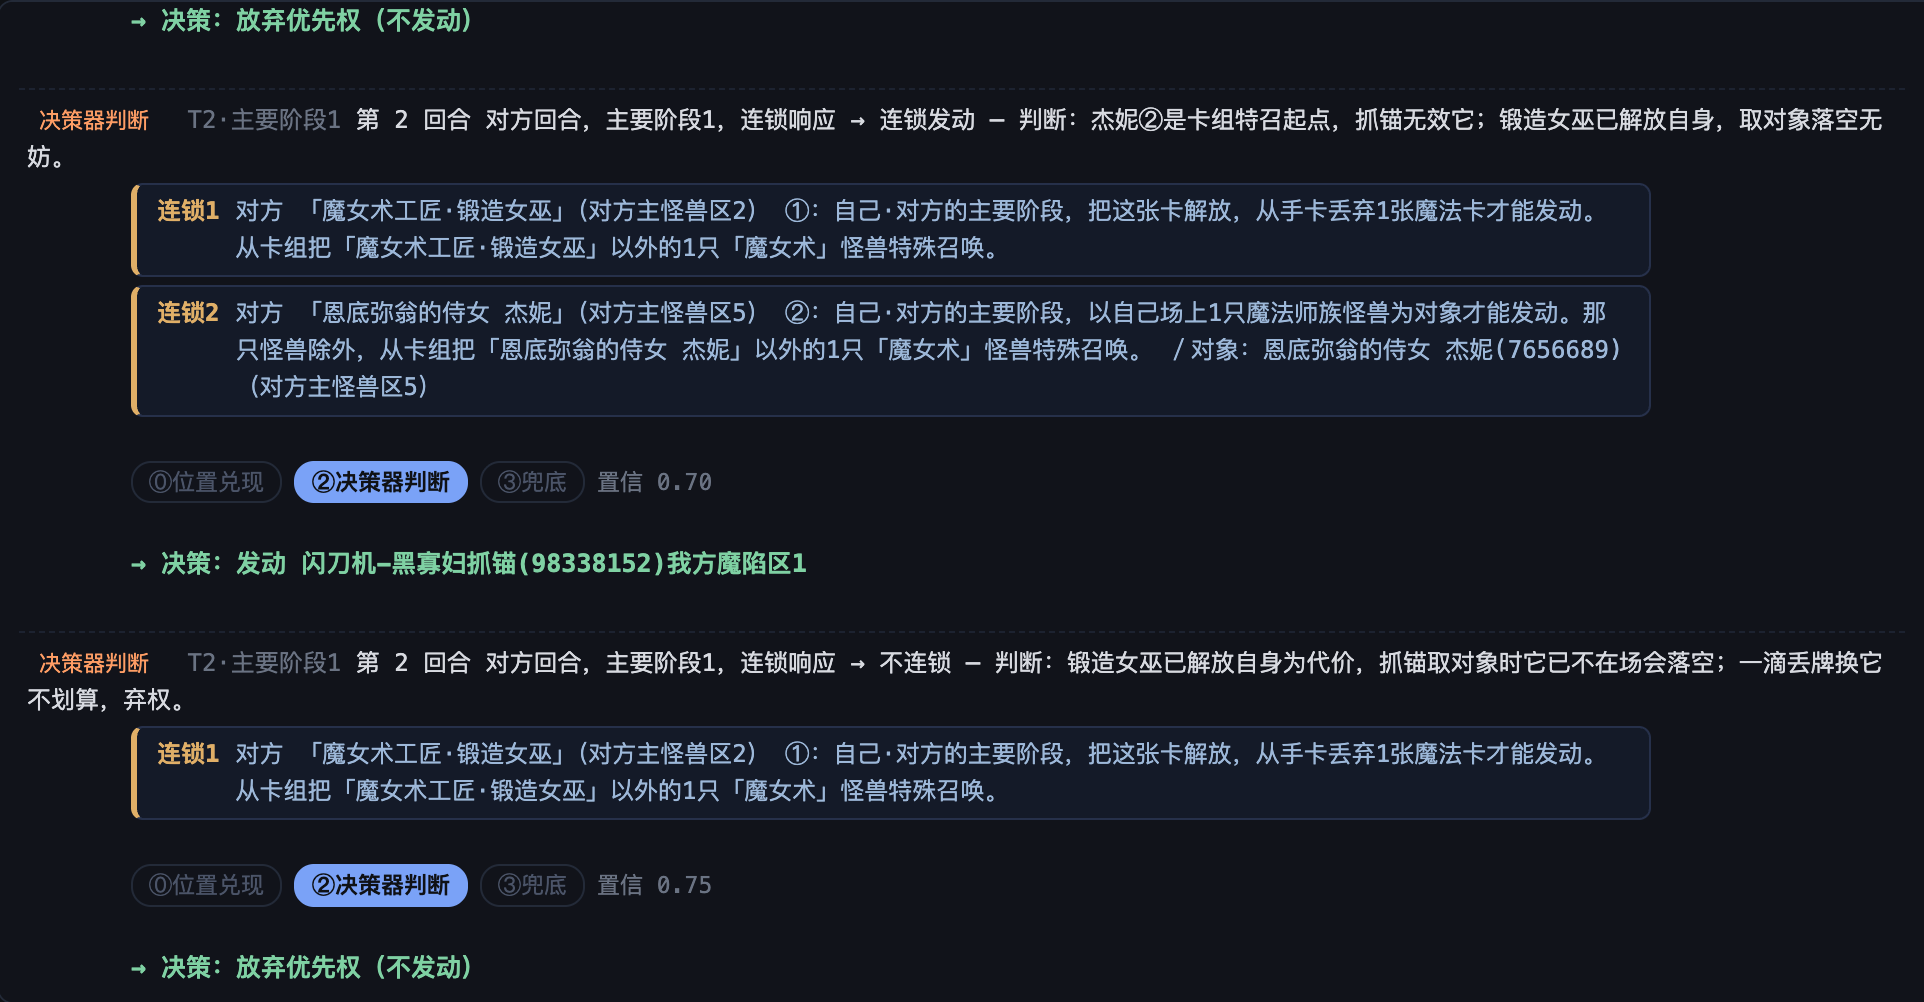 → 决策：放弃优先权（不发动）
决策器判断 T2·主要阶段1 第 2 回合 对方回合，主要阶段1，连锁响应 → 连锁发动 — 判断：杰妮②是卡组特召起点，抓锚无效它；锻造女巫已解放自身，取对象落空无
妨。
连锁1 对方 「魔女术工匠·锻造女巫」(对方主怪兽区2) ①：自己·对方的主要阶段，把这张卡解放，从手卡丢弃1张魔法卡才能发动。
从卡组把「魔女术工匠·锻造女巫」以外的1只「魔女术」怪兽特殊召唤。
连锁2 对方 「恩底弥翁的侍女 杰妮」(对方主怪兽区5) ②：自己·对方的主要阶段，以自己场上1只魔法师族怪兽为对象才能发动。那
只怪兽除外，从卡组把「恩底弥翁的侍女 杰妮」以外的1只「魔女术」怪兽特殊召唤。 / 对象：恩底弥翁的侍女 杰妮(7656689)
(对方主怪兽区5)
⓪位置兑现 ②决策器判断 ③兜底 置信 0.70
→ 决策：发动 闪刀机—黑寡妇抓锚(98338152)我方魔陷区1
决策器判断 T2·主要阶段1 第 2 回合 对方回合，主要阶段1，连锁响应 → 不连锁 — 判断：锻造女巫已解放自身为代价，抓锚取对象时它已不在场会落空；一滴丢牌换它
不划算，弃权。
连锁1 对方 「魔女术工匠·锻造女巫」(对方主怪兽区2) ①：自己·对方的主要阶段，把这张卡解放，从手卡丢弃1张魔法卡才能发动。
从卡组把「魔女术工匠·锻造女巫」以外的1只「魔女术」怪兽特殊召唤。
⓪位置兑现 ②决策器判断 ③兜底 置信 0.75
→ 决策：放弃优先权（不发动）